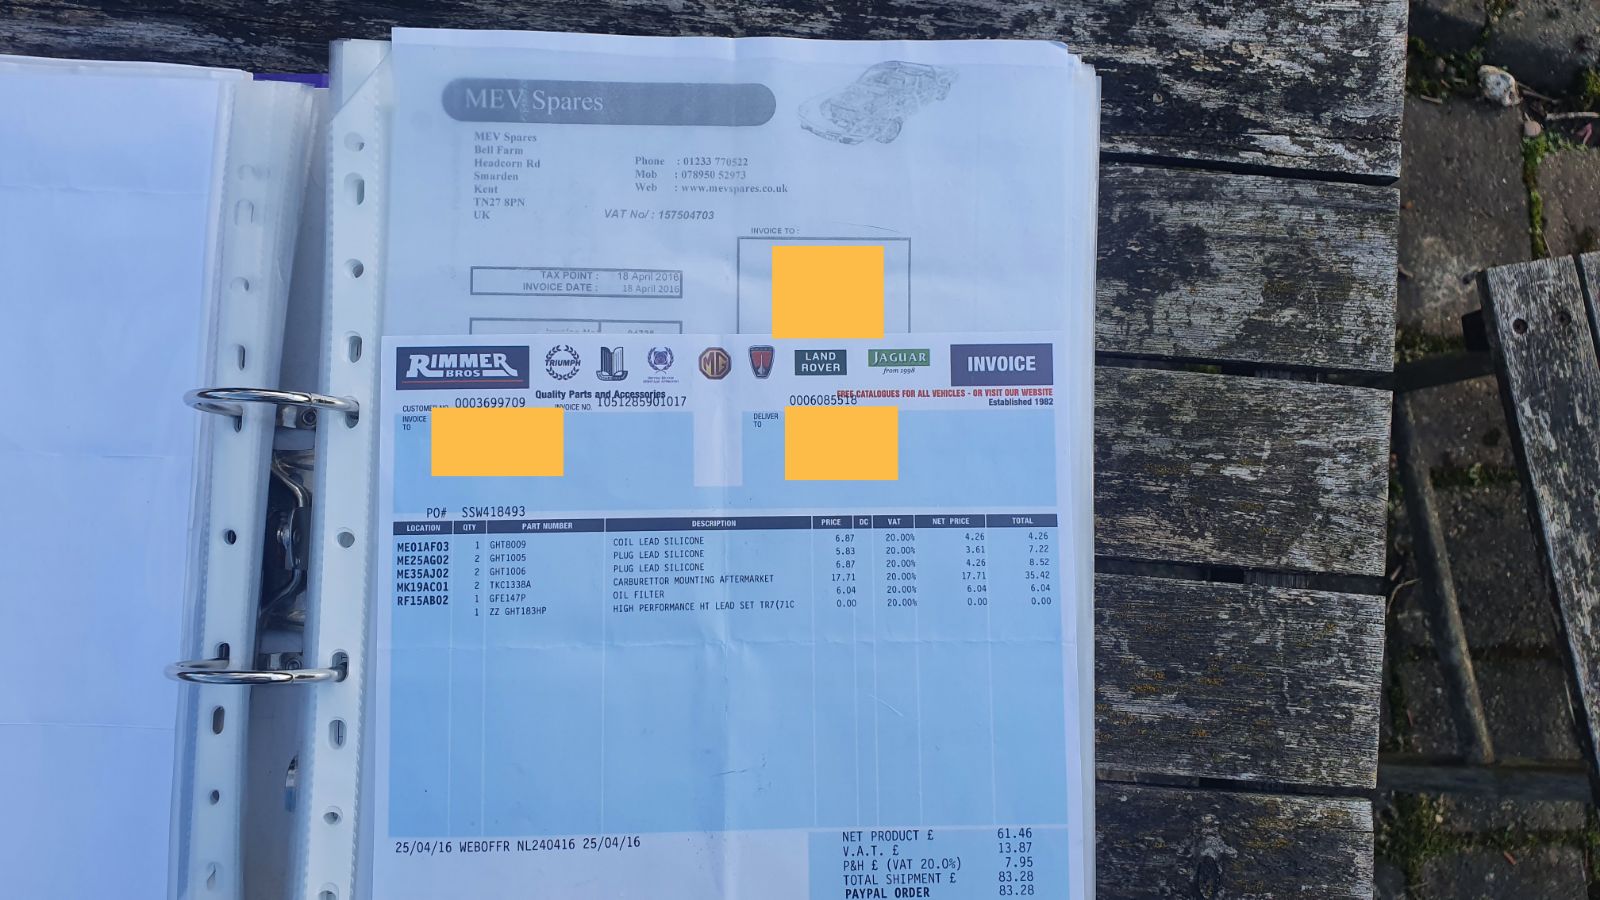 MEV Spares
MEV Spares
Bell Farm
Headcorn Rd
Smarden
Kent
TN27 8PN
UK
Phone : 01233 770522
Mob : 078950 52973
Web : www.mevspares.co.uk
VAT No/ : 157504703
INVOICE TO :
TAX POINT : 18 April 2016
INVOICE DATE : 18 April 2016
RIMMER BROS
TRIUMPH
MG
LAND ROVER
JAGUAR
from 1998
INVOICE
Quality Parts and Accessories
FREE CATALOGUES FOR ALL VEHICLES - OR VISIT OUR WEBSITE
Established 1982
CUSTOMER NO. 0003699709 INVOICE NO. 1051285901017 0006085518
INVOICE TO
DELIVER TO
PO# SSW418493
LOCATION QTY PART NUMBER DESCRIPTION PRICE DC VAT NET PRICE TOTAL
ME01AF03 1 GHT8009 COIL LEAD SILICONE 6.87 20.00% 4.26 4.26
ME25AG02 2 GHT1005 PLUG LEAD SILICONE 5.83 20.00% 3.61 7.22
ME35AJ02 2 GHT1006 PLUG LEAD SILICONE 6.87 20.00% 4.26 8.52
MK19AC01 2 TKC1338A CARBURETTOR MOUNTING AFTERMARKET 17.71 20.00% 17.71 35.42
RF15AB02 1 GFE147P OIL FILTER 6.04 20.00% 6.04 6.04
1 ZZ GHT183HP HIGH PERFORMANCE HT LEAD SET TR7(71C 0.00 20.00% 0.00 0.00
25/04/16 WEBOFFR NL240416 25/04/16
NET PRODUCT £ 61.46
V.A.T. £ 13.87
P&H £ (VAT 20.0%) 7.95
TOTAL SHIPMENT £ 83.28
PAYPAL ORDER 83.28